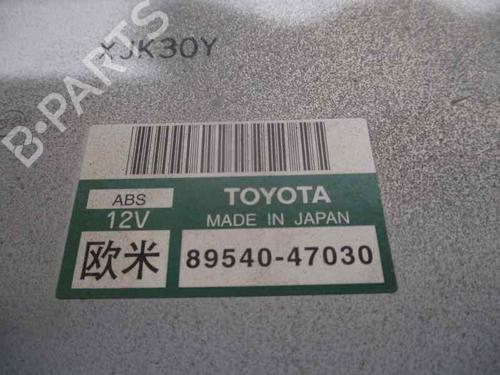 XJK30Y
B-PARTS
ABS
TOYOTA
12V
MADE IN JAPAN
欧米
89540-47030